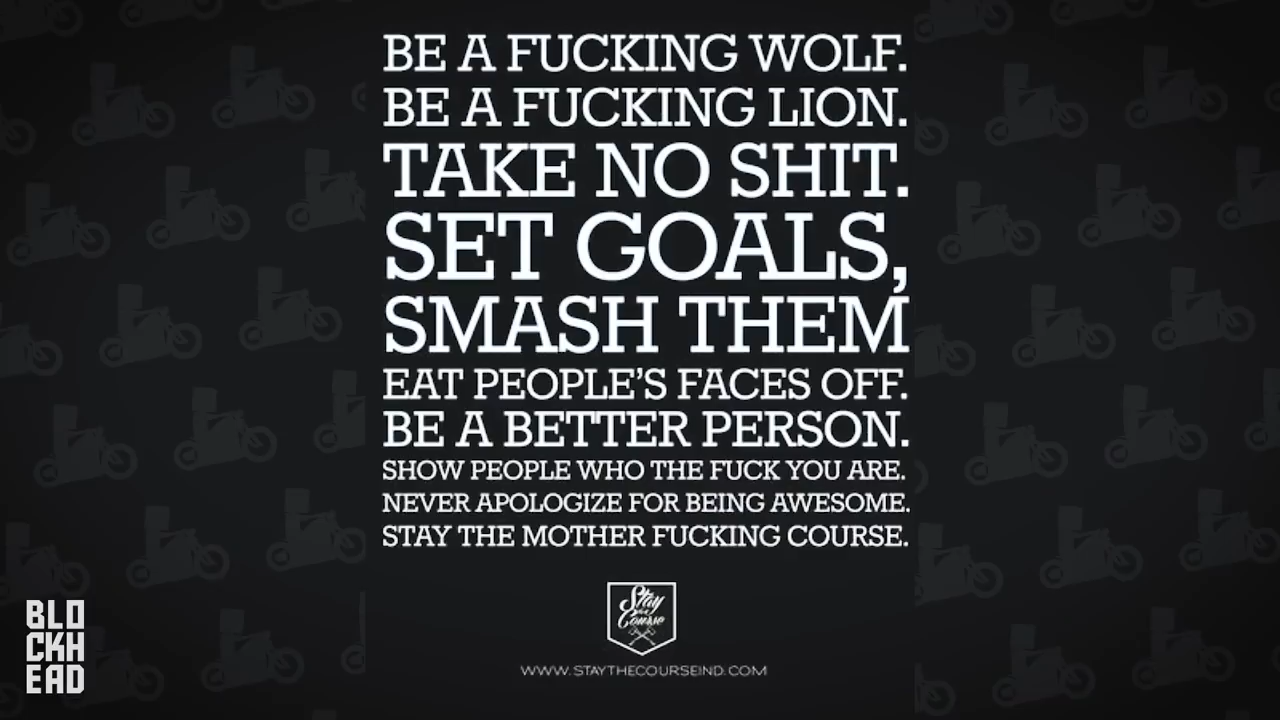 BE A FUCKING WOLF.
BE A FUCKING LION.
TAKE NO SHIT.
SET GOALS,
SMASH THEM
EAT PEOPLE'S FACES OFF.
BE A BETTER PERSON.
SHOW PEOPLE WHO THE FUCK YOU ARE.
NEVER APOLOGIZE FOR BEING AWESOME.
STAY THE MOTHER FUCKING COURSE.
Stay
the
Course
WWW.STAYTHECOURSEIND.COM
BLO
CKH
EAD